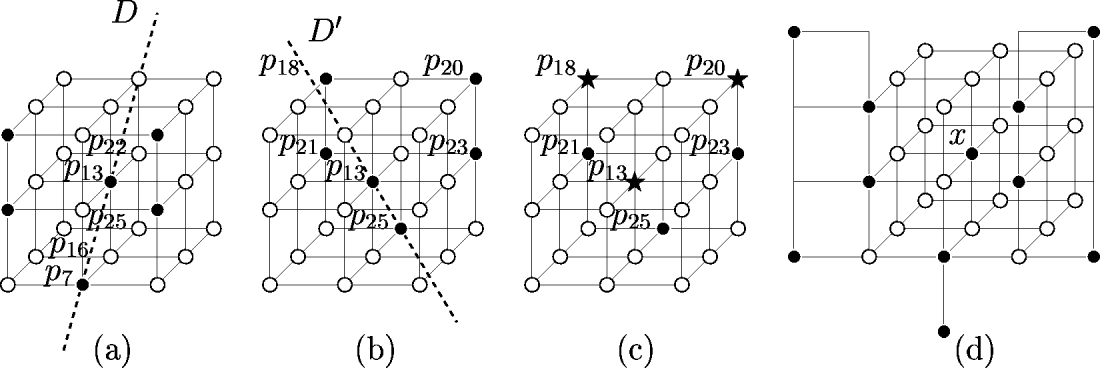 D
p₂₂
p₁₃
p₂₅
p₁₆
p₇
(a)
D′
p₁₈
p₂₀
p₂₁
p₂₃
p₁₃
p₂₅
(b)
p₁₈
p₂₀
p₂₁
p₂₃
p₁₃
p₂₅
(c)
x
(d)